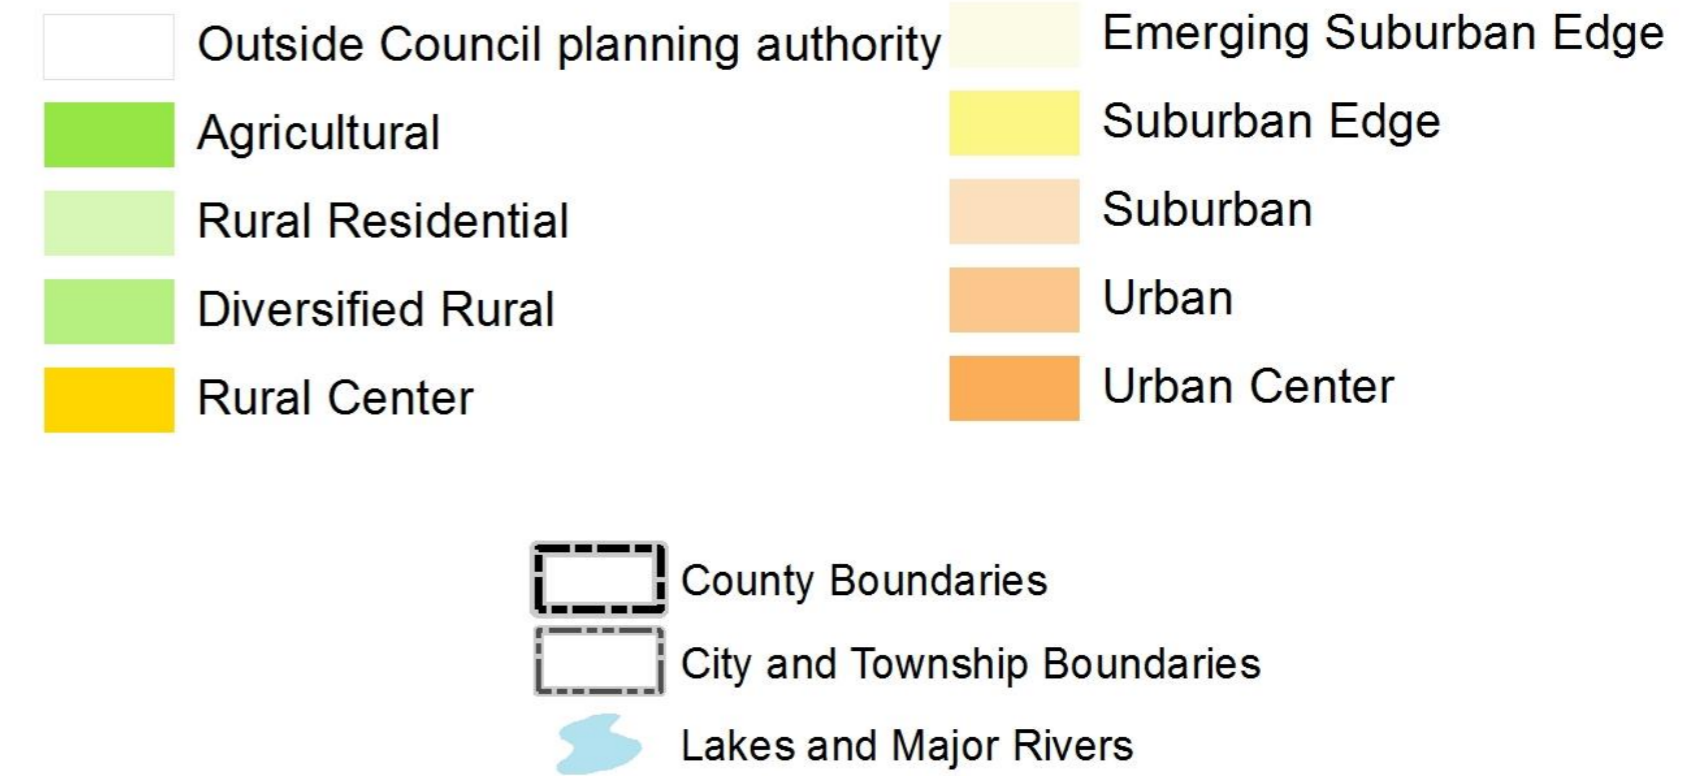 Outside Council planning authority
Agricultural
Rural Residential
Diversified Rural
Rural Center
Emerging Suburban Edge
Suburban Edge
Suburban
Urban
Urban Center
County Boundaries
City and Township Boundaries
Lakes and Major Rivers